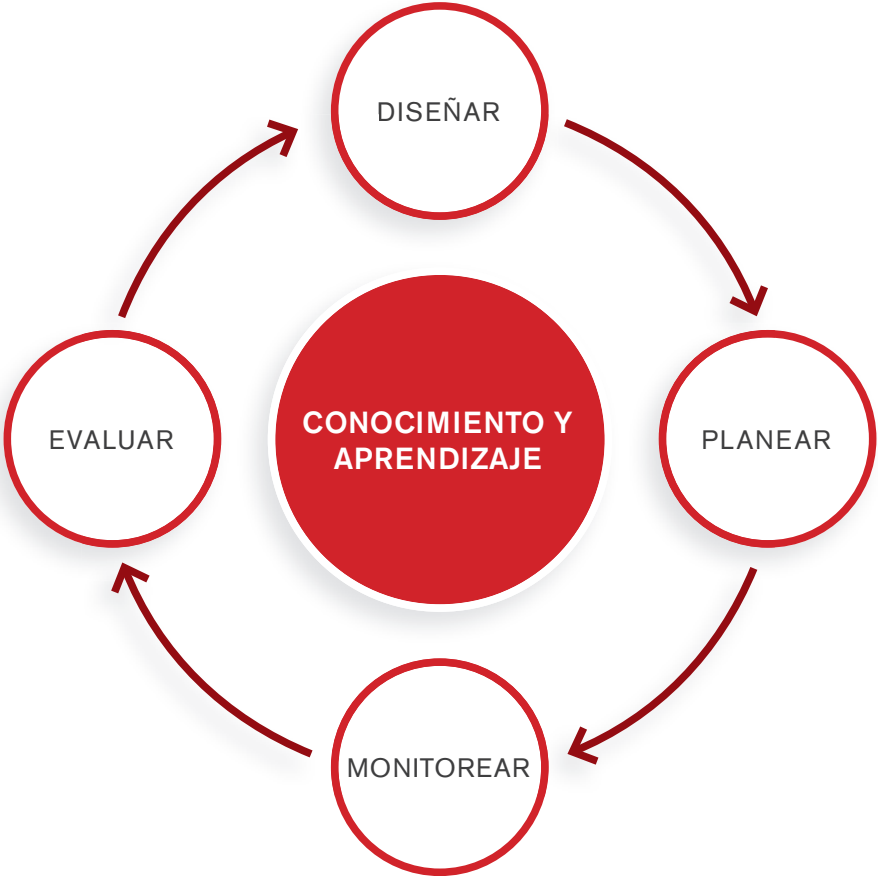 DISEÑAR
PLANEAR
MONITOREAR
EVALUAR
CONOCIMIENTO Y
APRENDIZAJE